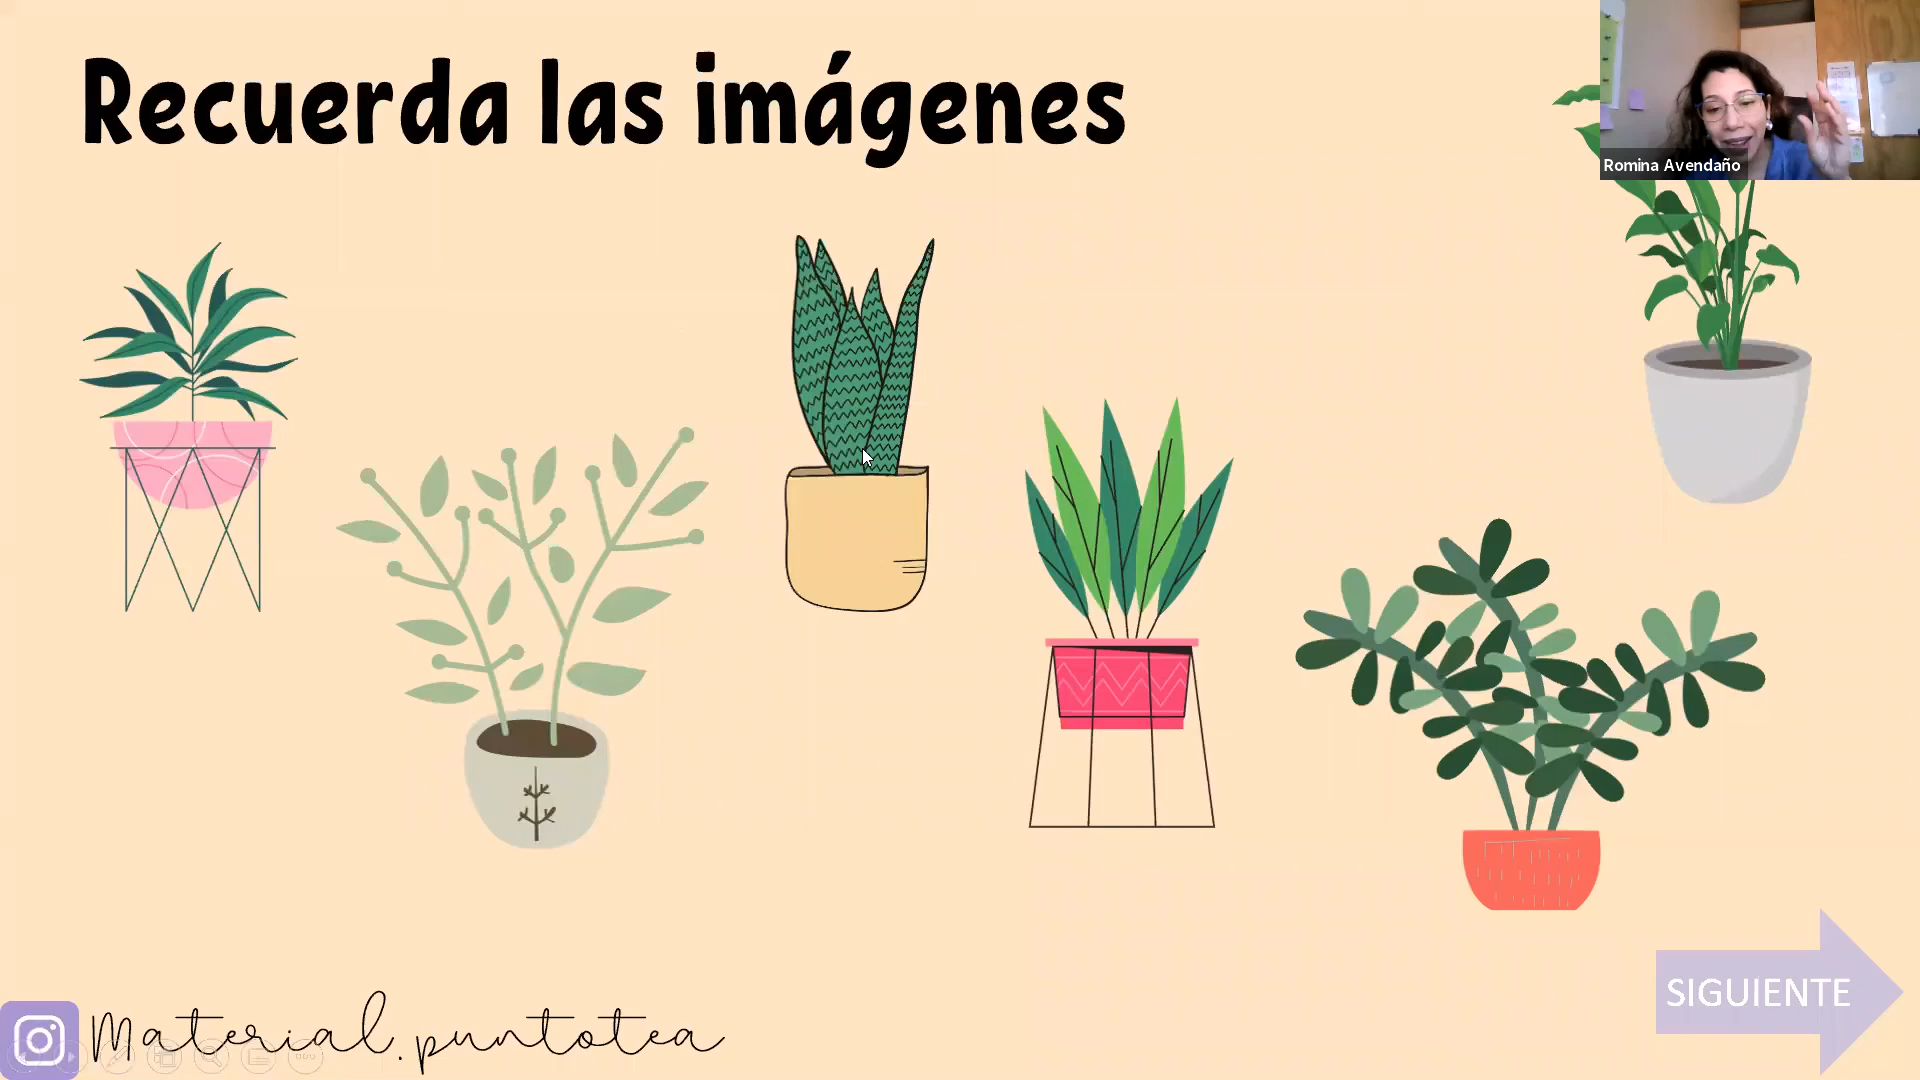 Recuerda las imágenes
Romina Avendaño
SIGUIENTE
Material.puntotea